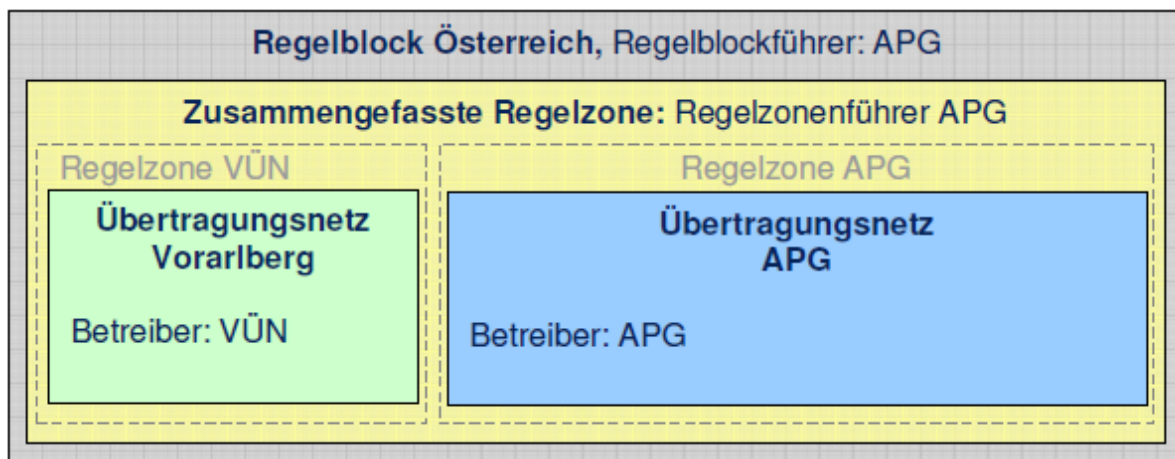 Regelblock Österreich, Regelblockführer: APG
Zusammengefasste Regelzone: Regelzonenführer APG
Regelzone VÜN
Übertragungsnetz
Vorarlberg
Betreiber: VÜN
Regelzone APG
Übertragungsnetz
APG
Betreiber: APG